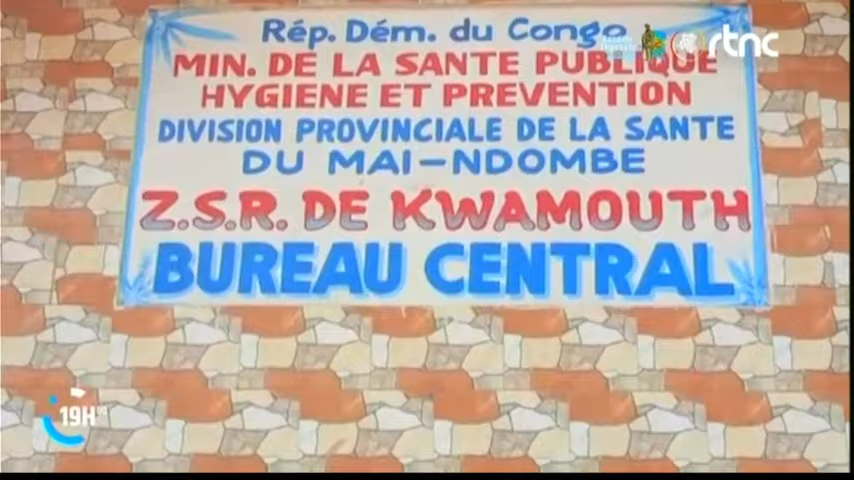 Rép. Dém. du Congo
rtnc
MIN. DE LA SANTE PUBLIQUE
HYGIENE ET PREVENTION
DIVISION PROVINCIALE DE LA SANTE
DU MAI-NDOMBE
Z.S.R. DE KWAMOUTH
BUREAU CENTRAL
19H